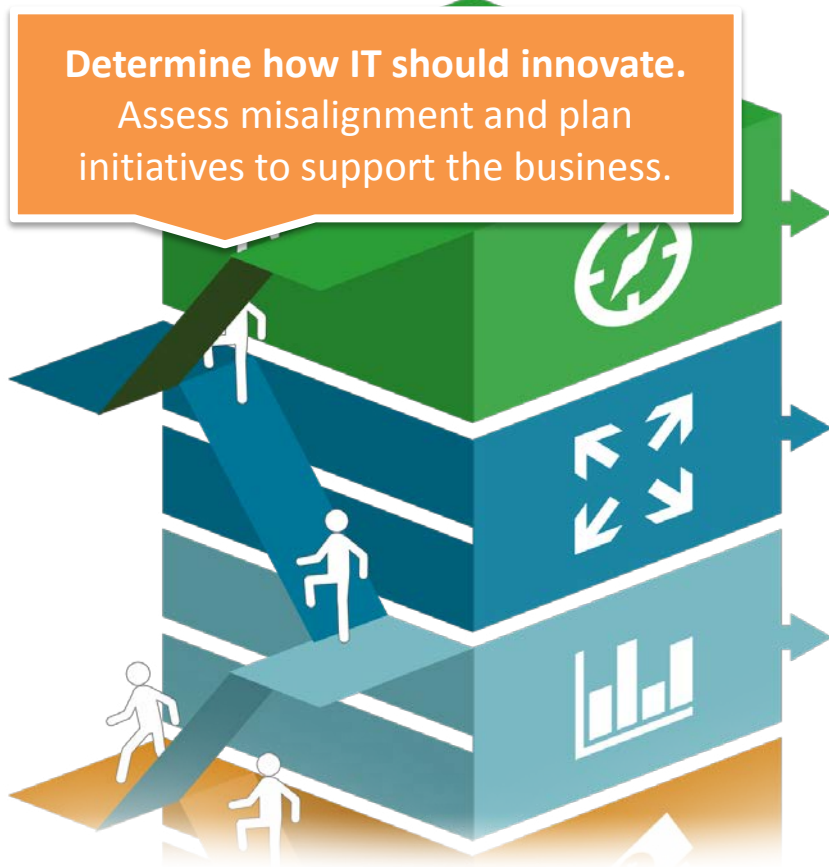 Determine how IT should innovate.
Assess misalignment and plan
initiatives to support the business.